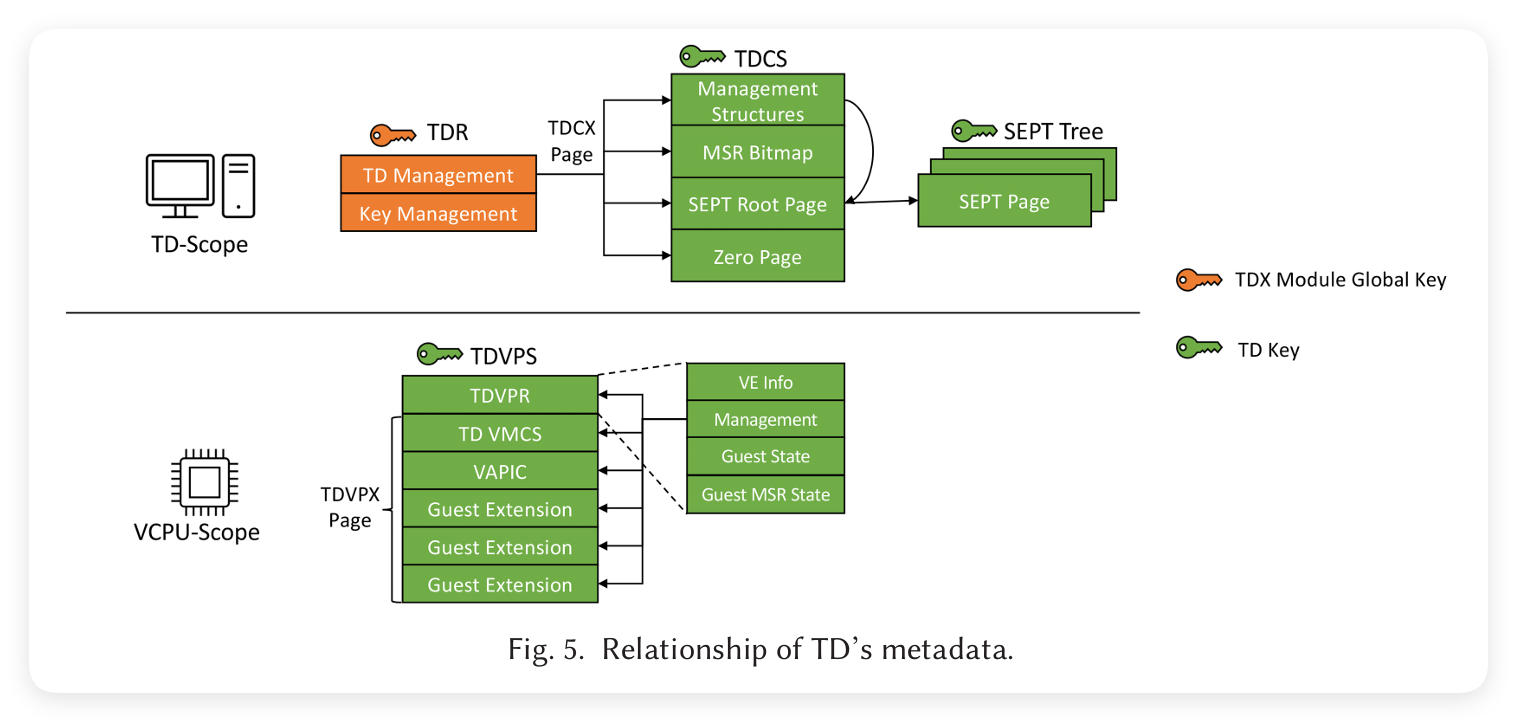 TDCS
Management
Structures
MSR Bitmap
SEPT Root Page
Zero Page
TDR
TD Management
Key Management
TDCX
Page
SEPT Tree
SEPT Page
TD-Scope
TDX Module Global Key
TD Key
TDVPS
TDVPR
TD VMCS
VAPIC
Guest Extension
Guest Extension
Guest Extension
TDVPX
Page
VE Info
Management
Guest State
Guest MSR State
VCPU-Scope
Fig. 5. Relationship of TD’s metadata.